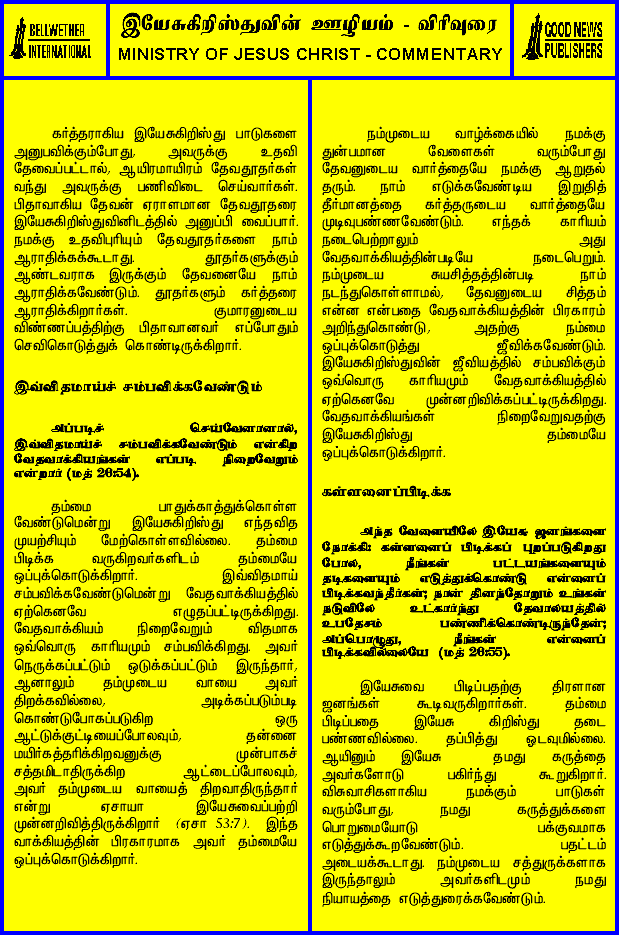 BELLWETHER
INTERNATIONAL
இயேசுகிறிஸ்துவின் ஊழியம் - விரிவுரை
MINISTRY OF JESUS CHRIST - COMMENTARY
GOOD NEWS
PUBLISHERS
கர்த்தராகிய இயேசுகிறிஸ்து பாடுகளை
அனுபவிக்கும்போது, அவருக்கு உதவி
தேவைப்பட்டால், ஆயிரமாயிரம் தேவதூதர்கள்
வந்து அவருக்கு பணிவிடை செய்வார்கள்.
பிதாவாகிய தேவன் ஏராளமான தேவதூதரை
இயேசுகிறிஸ்துவினிடத்தில் அனுப்பி வைப்பார்.
நமக்கு உதவிபுரியும் தேவதூதர்களை நாம்
ஆராதிக்கக்கூடாது. தூதர்களுக்கும்
ஆண்டவராக இருக்கும் தேவனையே நாம்
ஆராதிக்கவேண்டும். தூதர்களும் கர்த்தரை
ஆராதிக்கிறார்கள். குமாரனுடைய
விண்ணப்பத்திற்கு பிதாவானவர் எப்போதும்
செவிகொடுத்துக் கொண்டிருக்கிறார்.
இவ்விதமாய்ச் சம்பவிக்கவேண்டும்
அப்படிச் செய்வேனானால்,
இவ்விதமாய்ச் சம்பவிக்கவேண்டும் என்கிற
வேதவாக்கியங்கள் எப்படி நிறைவேறும்
என்றார் (மத் 26:54).
தம்மை பாதுக்காத்துக்கொள்ள
வேண்டுமென்று இயேசுகிறிஸ்து எந்தவித
முயற்சியும் மேற்கொள்ளவில்லை. தம்மை
பிடிக்க வருகிறவர்களிடம் தம்மையே
ஒப்புக்கொடுக்கிறார். இவ்விதமாய்
சம்பவிக்கவேண்டுமென்று வேதவாக்கியத்தில்
ஏற்கெனவே எழுதப்பட்டிருக்கிறது.
வேதவாக்கியம் நிறைவேறும் விதமாக
ஒவ்வொரு காரியமும் சம்பவிக்கிறது. அவர்
நெருக்கப்பட்டும் ஒடுக்கப்பட்டும் இருந்தார்,
ஆனாலும் தம்முடைய வாயை அவர்
திறக்கவில்லை, அடிக்கப்படும்படி
கொண்டுபோகப்படுகிற ஒரு
ஆட்டுக்குட்டியைப்போலவும், தன்னை
மயிர்கத்தரிக்கிறவனுக்கு முன்பாகச்
சத்தமிடாதிருக்கிற ஆட்டைப்போலவும்,
அவர் தம்முடைய வாயைத் திறவாதிருந்தார்
என்று ஏசாயா இயேசுவைப்பற்றி
முன்னறிவித்திருக்கிறார் (ஏசா 53:7). இந்த
வாக்கியத்தின் பிரகாரமாக அவர் தம்மையே
ஒப்புக்கொடுக்கிறார்.
நம்முடைய வாழ்க்கையில் நமக்கு
துன்பமான வேளைகள் வரும்போது
தேவனுடைய வார்த்தையே நமக்கு ஆறுதல்
தரும். நாம் எடுக்கவேண்டிய இறுதித்
தீர்மானத்தை கர்த்தருடைய வார்த்தையே
முடிவுபண்ணவேண்டும். எந்தக் காரியம்
நடைபெற்றாலும் அது
வேதவாக்கியத்தின்படியே நடைபெறும்.
நம்முடைய சுயசித்தத்தின்படி நாம்
நடந்துகொள்ளாமல், தேவனுடைய சித்தம்
என்ன என்பதை வேதவாக்கியத்தின் பிரகாரம்
அறிந்துகொண்டு, அதற்கு நம்மை
ஒப்புக்கொடுத்து ஜீவிக்கவேண்டும்.
இயேசுகிறிஸ்துவின் ஜீவியத்தில் சம்பவிக்கும்
ஒவ்வொரு காரியமும் வேதவாக்கியத்தில்
ஏற்கெனவே முன்னறிவிக்கப்பட்டிருக்கிறது.
வேதவாக்கியங்கள் நிறைவேறுவதற்கு
இயேசுகிறிஸ்து தம்மையே
ஒப்புக்கொடுக்கிறார்.
கள்ளனைப்பிடிக்க
அந்த வேளையிலே இயேசு ஜனங்களை
நோக்கி: கள்ளனைப் பிடிக்கப் புறப்படுகிறது
போல, நீங்கள் பட்டயங்களையும்
தடிகளையும் எடுத்துக்கொண்டு என்னைப்
பிடிக்கவந்தீர்கள்; நான் தினந்தோறும் உங்கள்
நடுவிலே உட்கார்ந்து தேவாலயத்தில்
உபதேசம் பண்ணிக்கொண்டிருந்தேன்;
அப்பொழுது, நீங்கள் என்னைப்
பிடிக்கவில்லையே (மத் 26:55).
இயேசுவை பிடிப்பதற்கு திரளான
ஜனங்கள் கூடிவருகிறார்கள். தம்மை
பிடிப்பதை இயேசு கிறிஸ்து தடை
பண்ணவில்லை. தப்பித்து ஓடவுமில்லை.
ஆயினும் இயேசு தமது கருத்தை
அவர்களோடு பகிர்ந்து கூறுகிறார்.
விசுவாசிகளாகிய நமக்கும் பாடுகள்
வரும்போது, நமது கருத்துக்களை
பொறுமையோடு பக்குவமாக
எடுத்துக்கூறவேண்டும். பதட்டம்
அடையக்கூடாது. நம்முடைய சத்துருக்களாக
இருந்தாலும் அவர்களிடமும் நமது
நியாயத்தை எடுத்துரைக்கவேண்டும்.